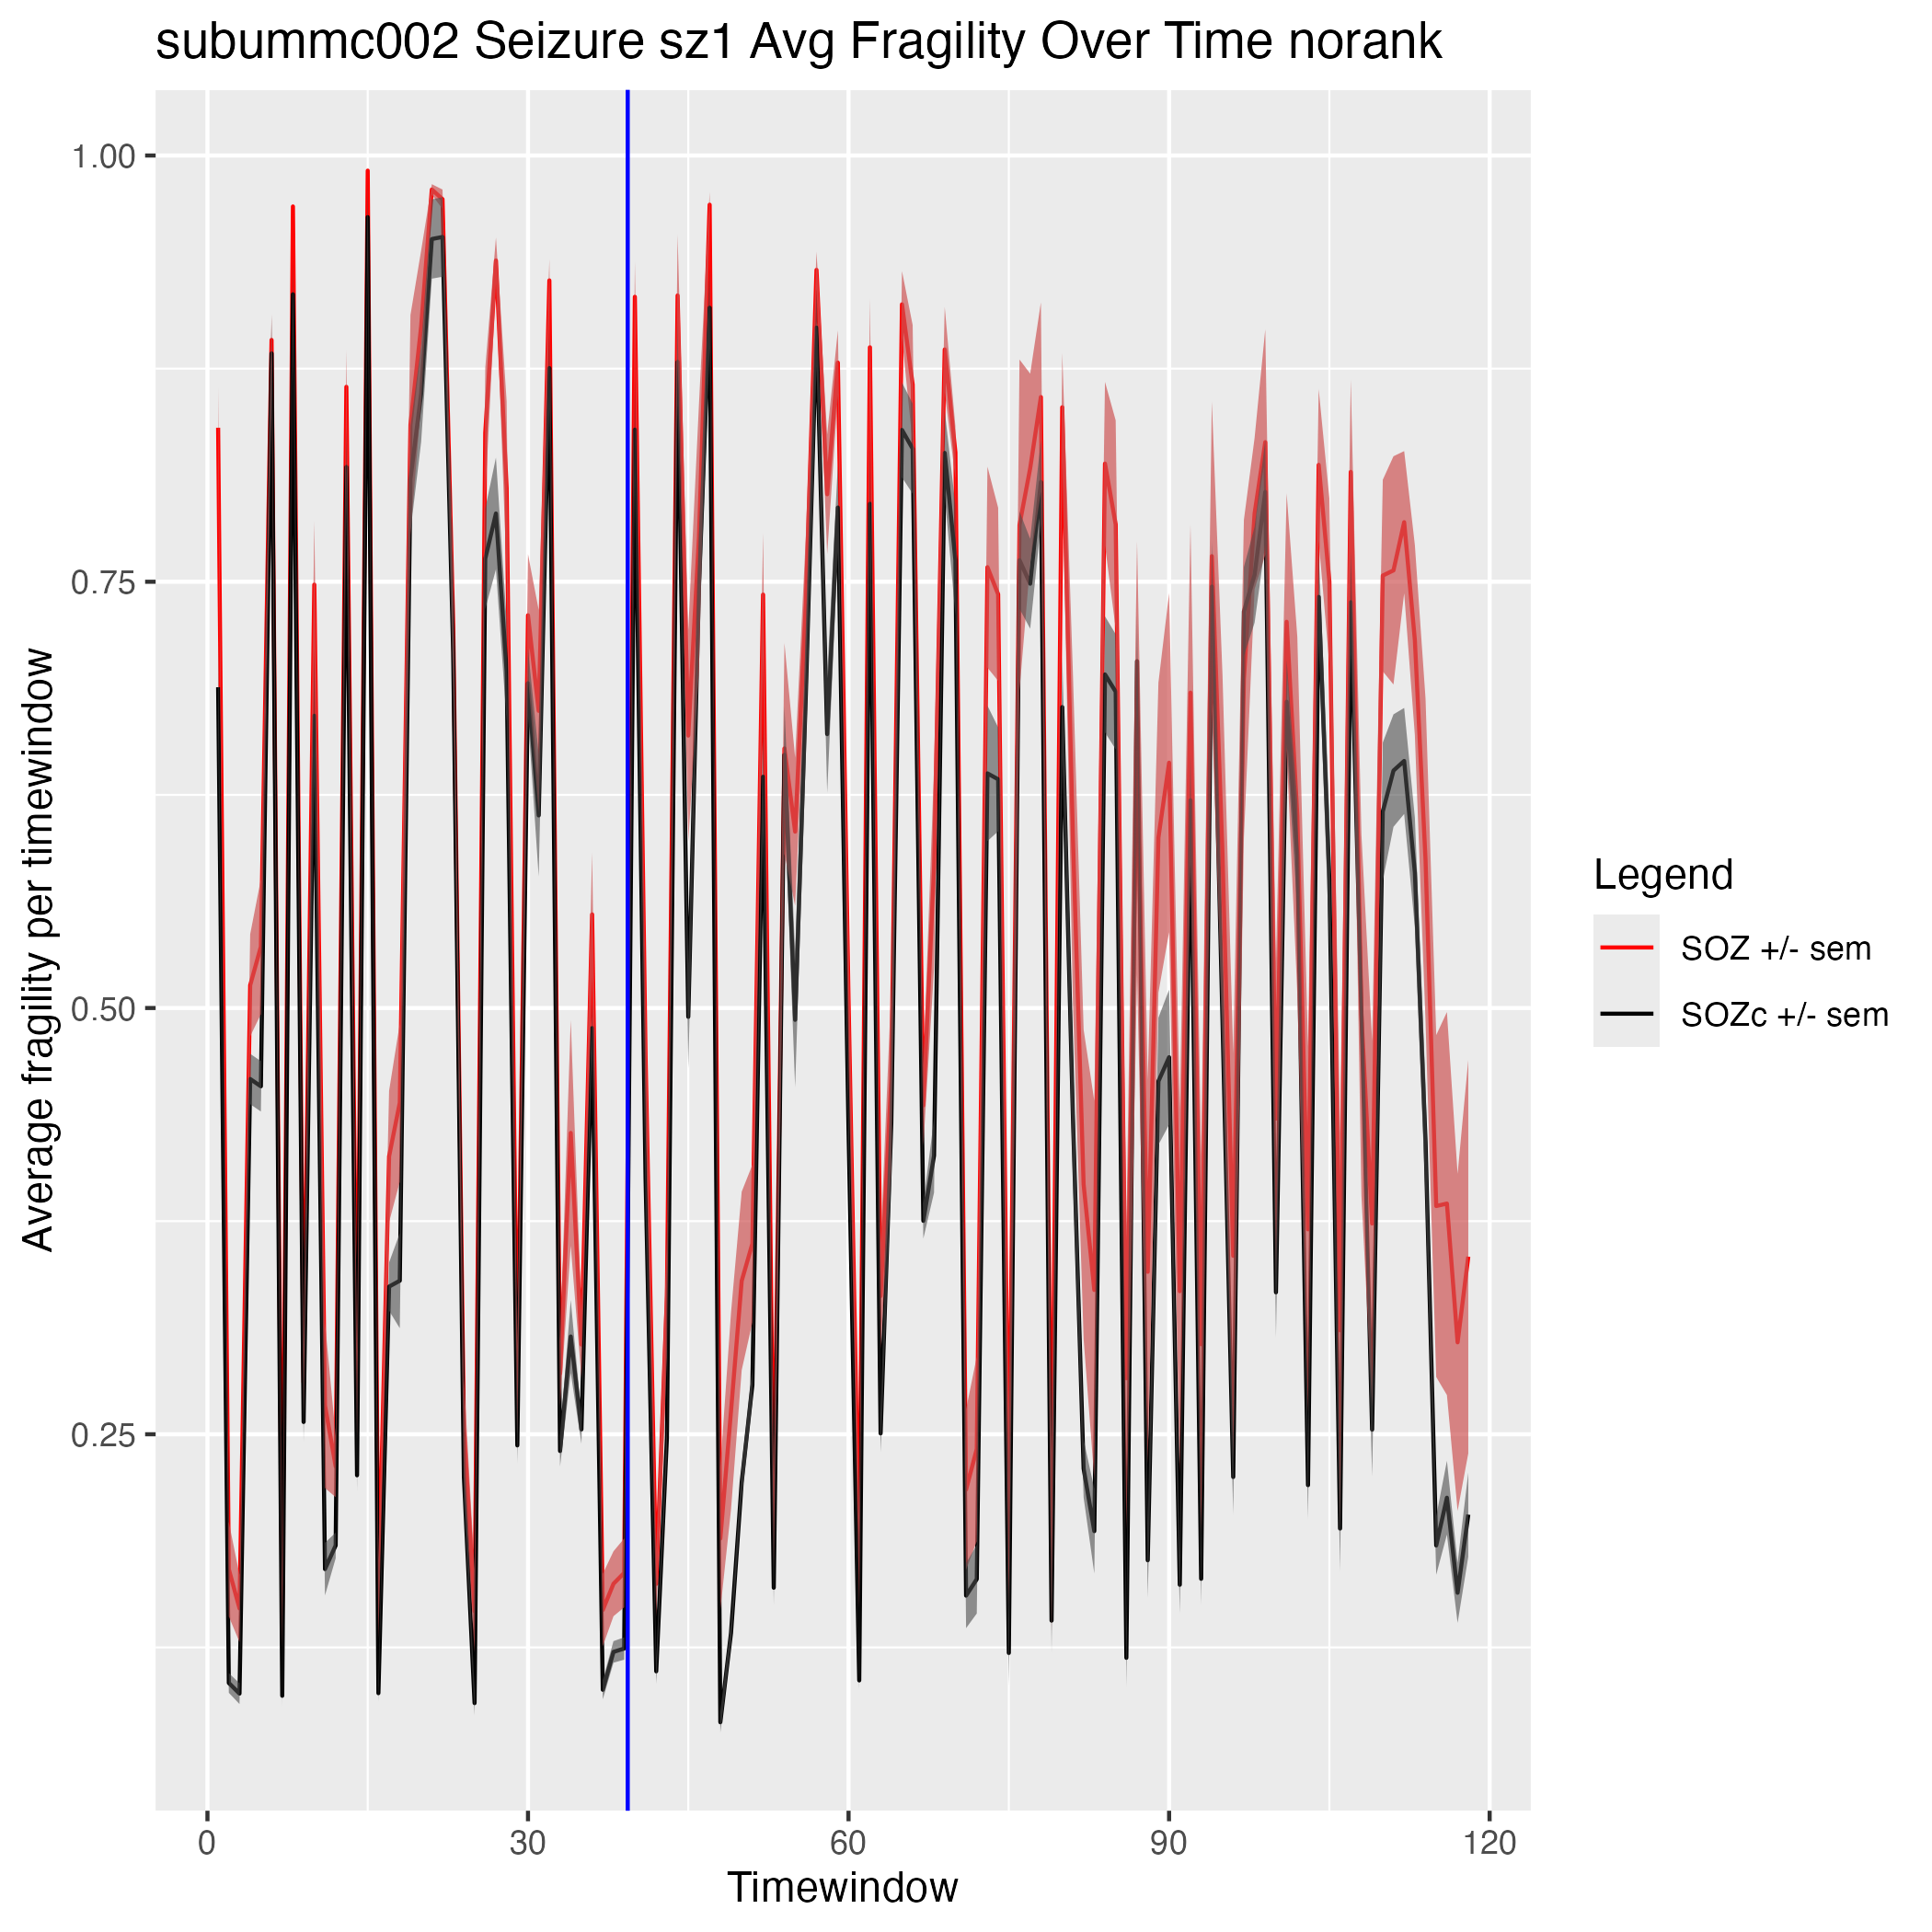 subummc002 Seizure sz1 Avg Fragility Over Time norank
Average fragility per timewindow
1.00
0.75
0.50
0.25
0
30
60
90
120
Timewindow
Legend
SOZ +/- sem
SOZc +/- sem